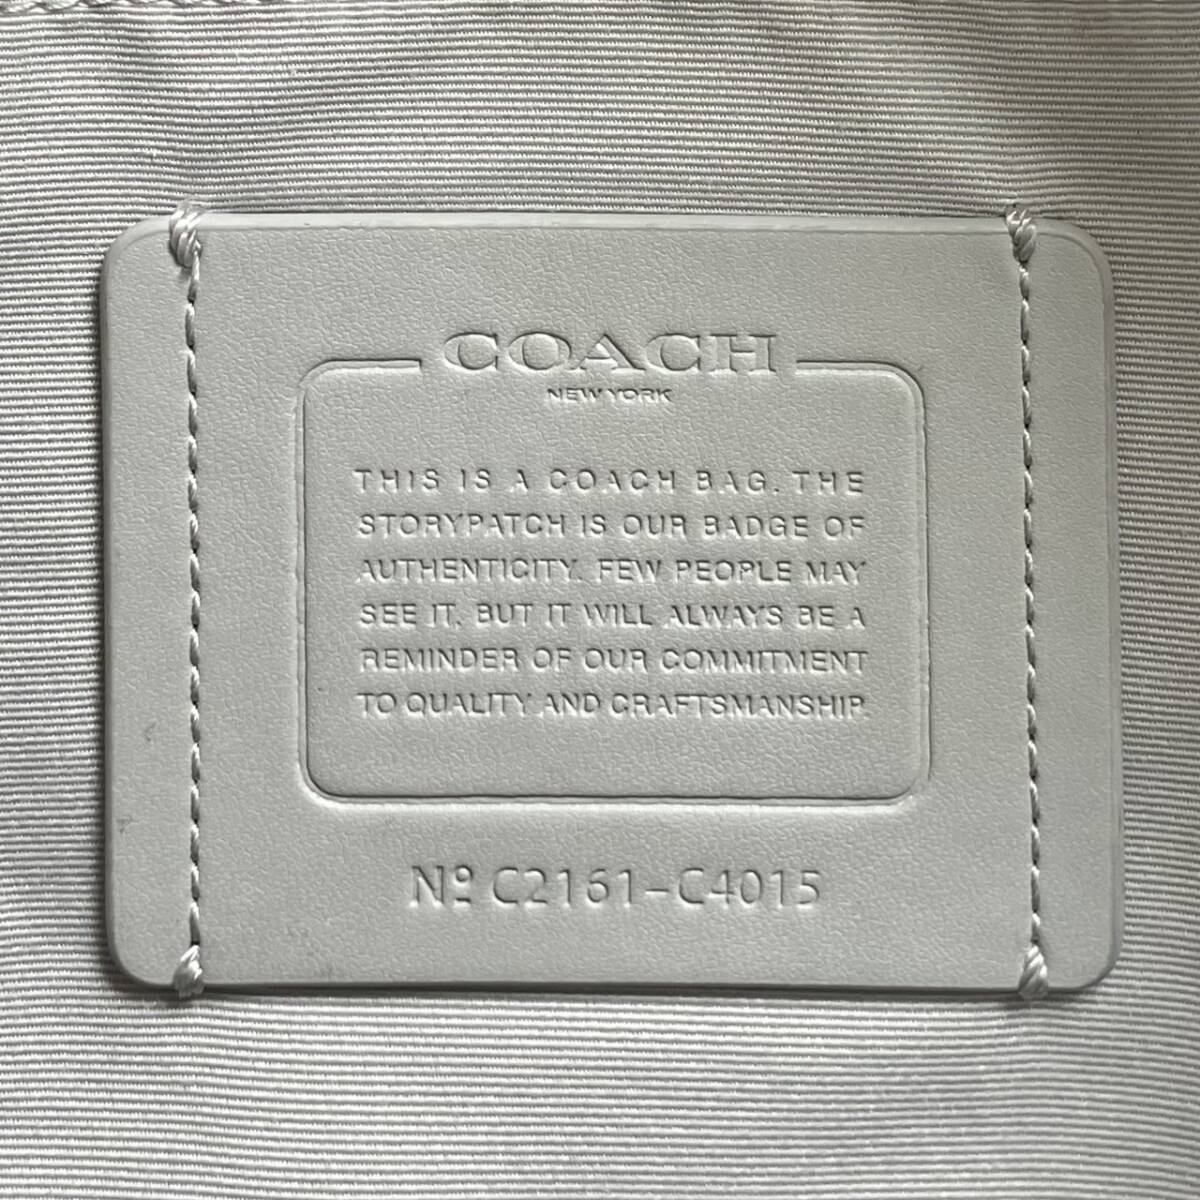 COACH
NEW YORK
THIS IS A COACH BAG. THE
STORYPATCH IS OUR BADGE OF
AUTHENTICITY. FEW PEOPLE MAY
SEE IT, BUT IT WILL ALWAYS BE A
REMINDER OF OUR COMMITMENT
TO QUALITY AND CRAFTSMANSHIP.
Nº C2161-C4015